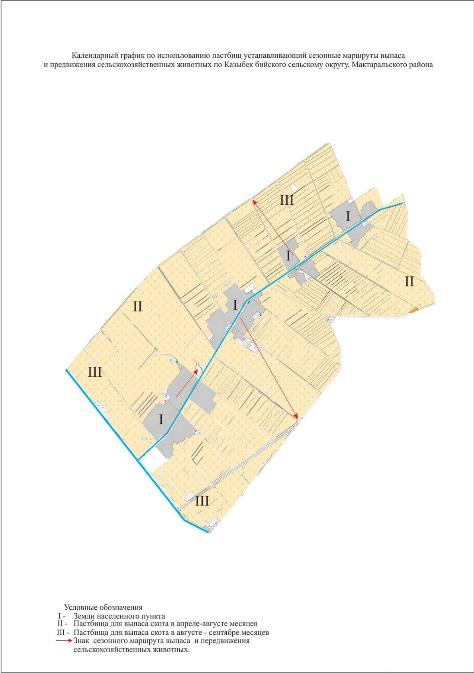 Календарный график по использованию пастбищ устанавливающий сезонные маршруты выпаса
и предвижения сельскохозяйственных животных по Казыбек бийского сельскому округу, Мактаральского района
III
I
I
II
I
II
III
I
III
Условные обозначения
I - Земли населенного пункта
II - Пастбища для выпаса скота в апреле-августе месяцев
III - Пастбища для выпаса скота в августе - сентябре месяцев
Знак сезонного маршрута выпаса и передвижения
сельскохозяйственных животных.